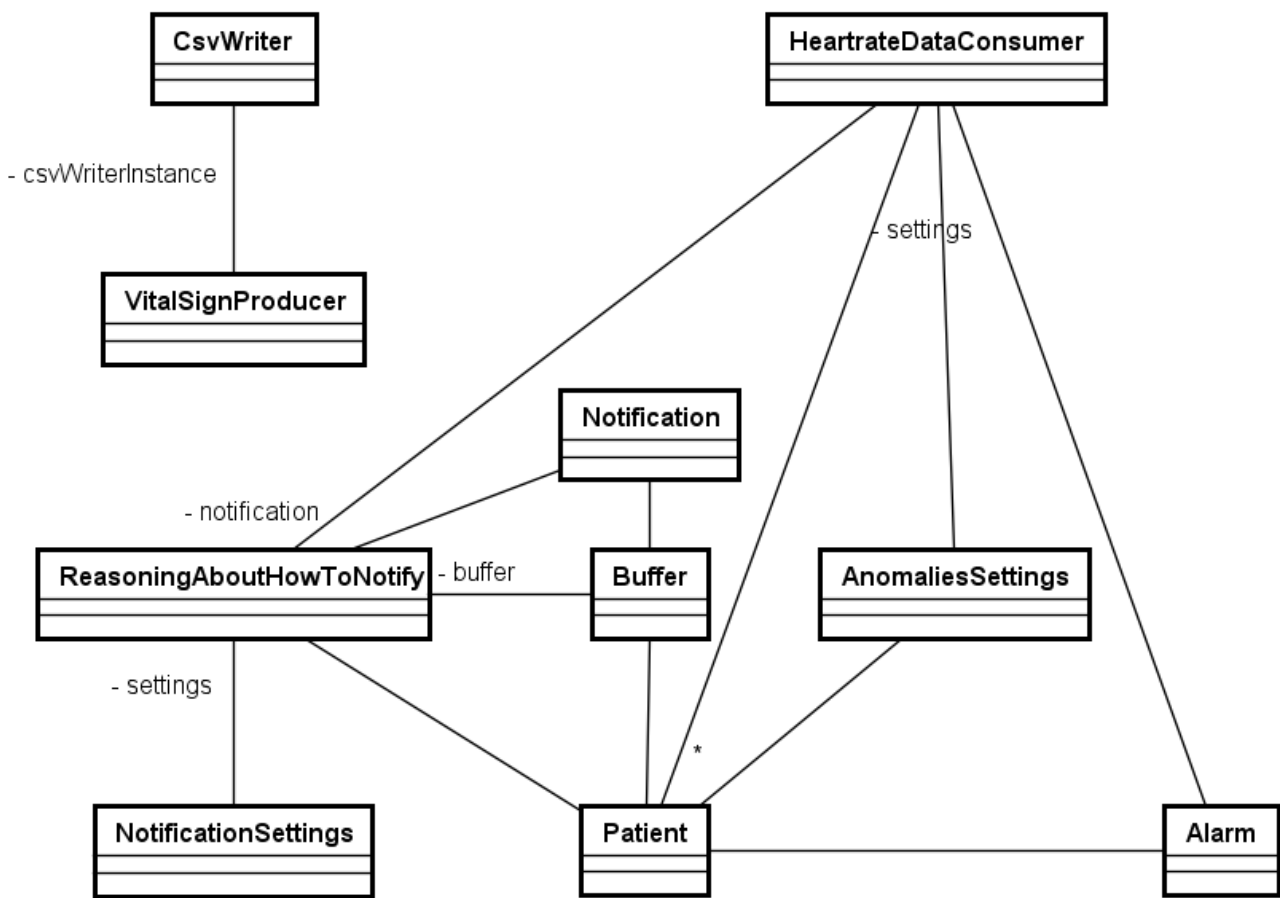 CsvWriter
HeartrateDataConsumer
- csvWriterInstance
- settings
VitalSignProducer
Notification
- notification
ReasoningAboutHowToNotify
- buffer
Buffer
AnomaliesSettings
- settings
*
NotificationSettings
Patient
Alarm